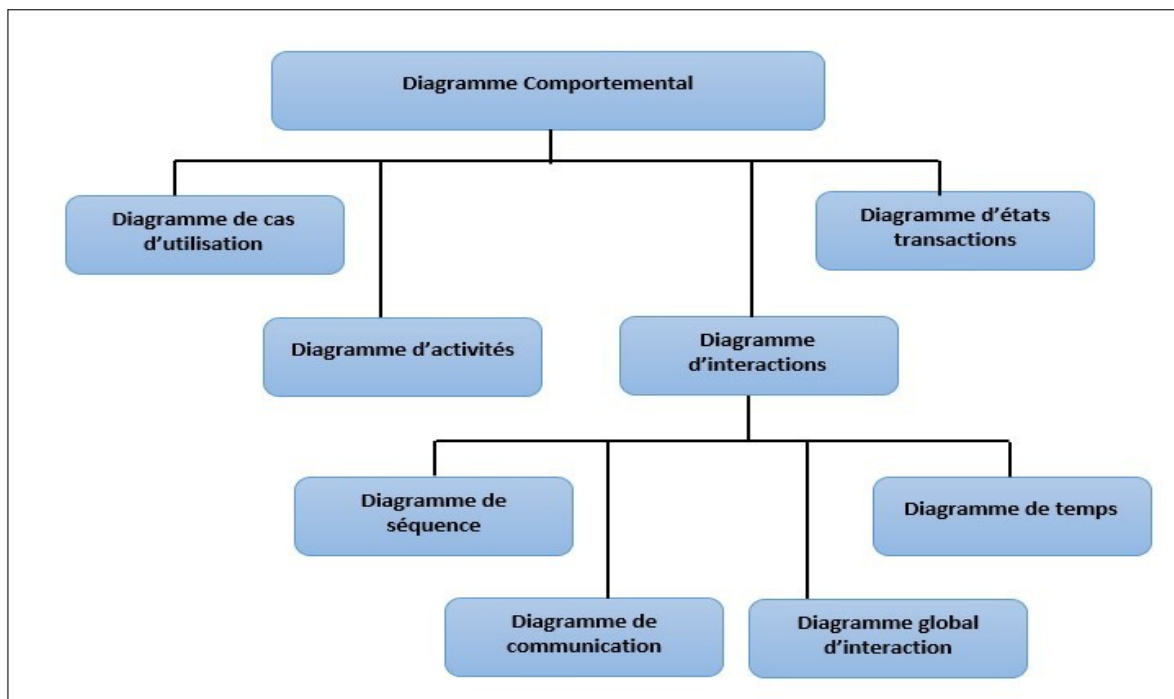 Diagramme Comportemental
Diagramme de cas
d’utilisation
Diagramme d’états
transactions
Diagramme d’activités
Diagramme
d’interactions
Diagramme de
séquence
Diagramme de temps
Diagramme de
communication
Diagramme global
d’interaction